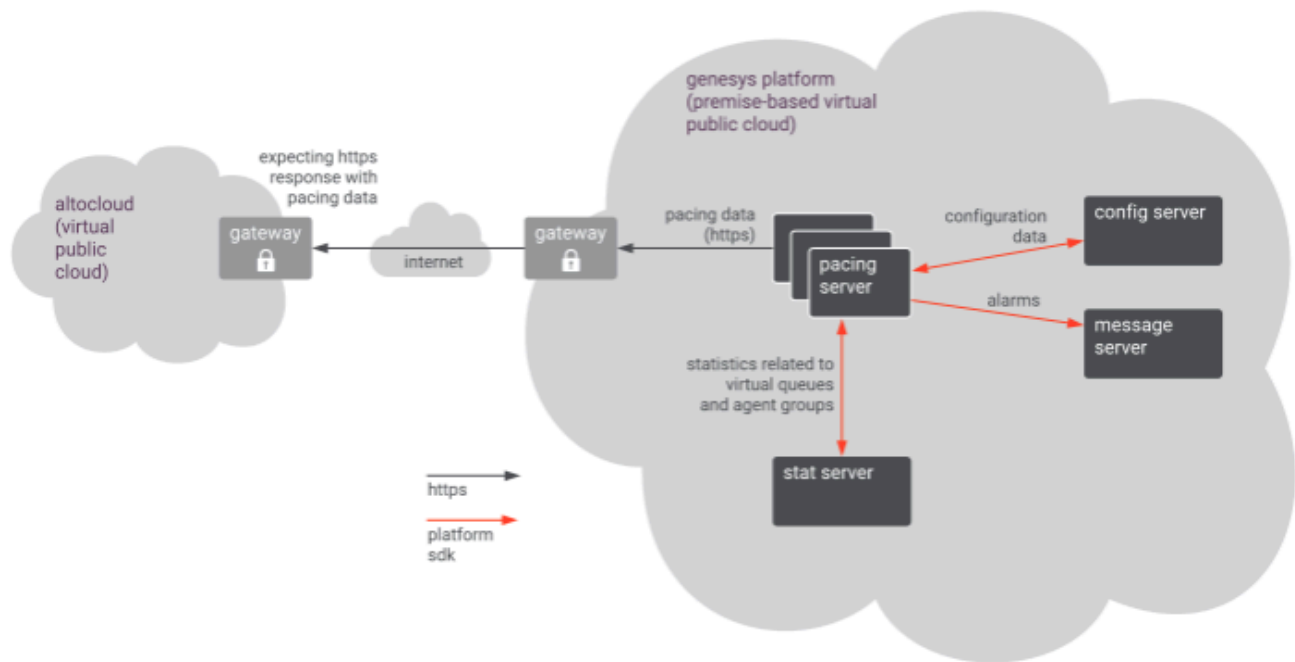 genesys platform
(premise-based virtual
public cloud)
expecting https
response with
pacing data
altocloud
(virtual
public
cloud)
gateway
internet
gateway
pacing data
(https)
pacing
server
configuration
data
config server
alarms
message
server
statistics related to
virtual queues
and agent groups
stat server
https
platform
sdk